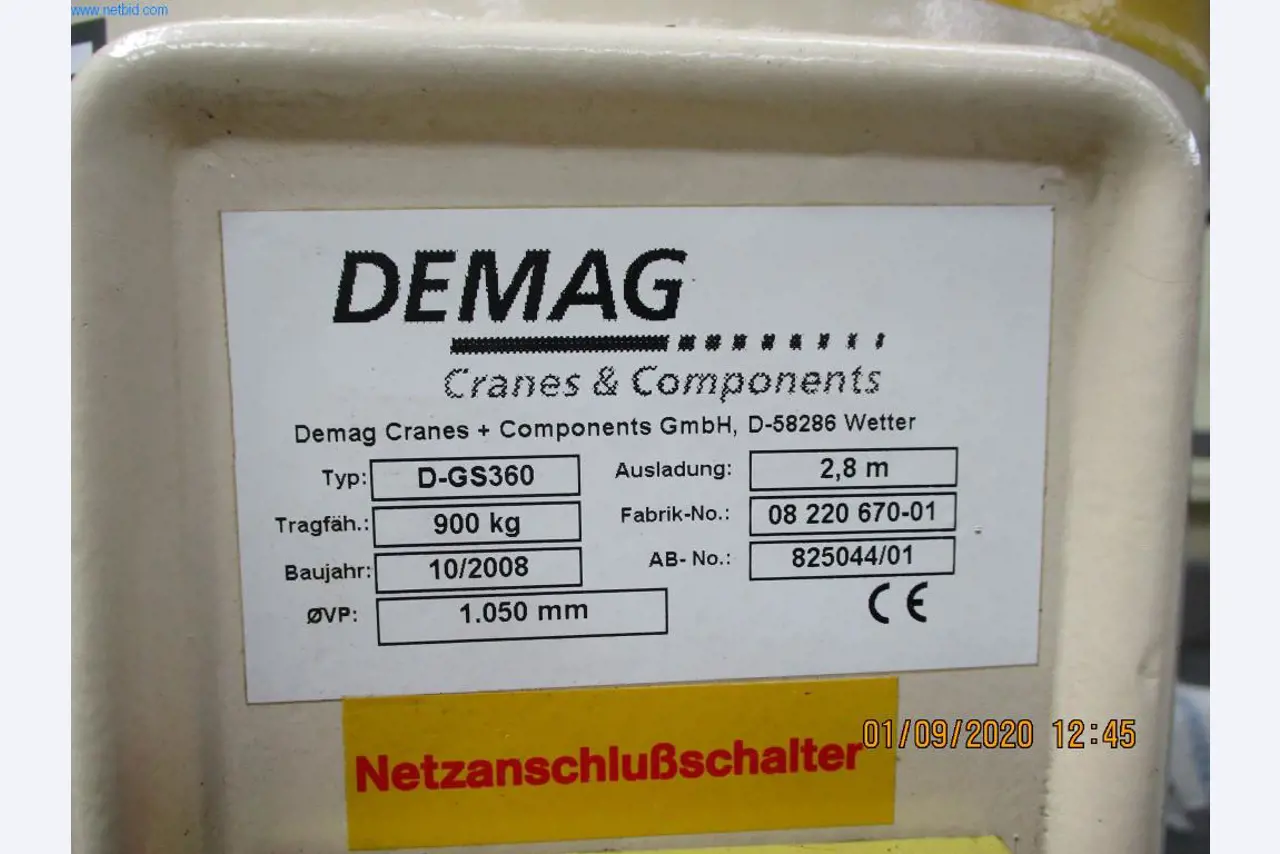 www.netbid.com
DEMAG
Cranes & Components
Demag Cranes + Components GmbH, D-58286 Wetter
Typ: D-GS360 Ausladung: 2,8 m
Tragfäh.: 900 kg Fabrik-No.: 08 220 670-01
Baujahr: 10/2008 AB- No.: 825044/01
ØVP: 1.050 mm CE
Netzanschlußschalter
01/09/2020 12:45